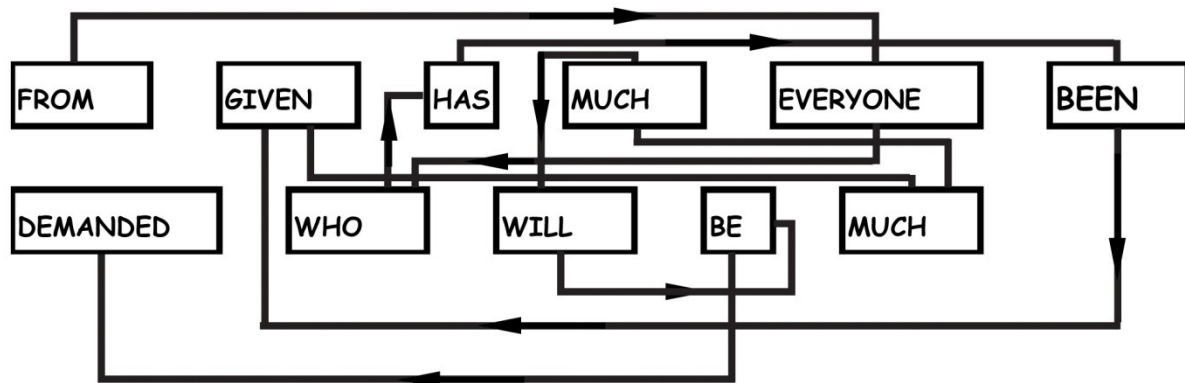 FROM GIVEN HAS MUCH EVERYONE BEEN
DEMANDED WHO WILL BE MUCH